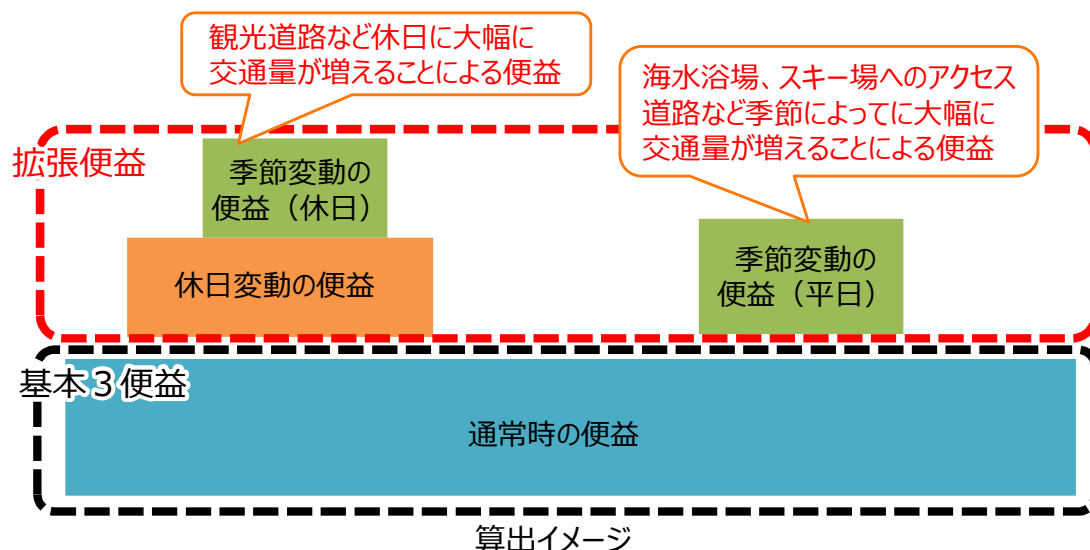 観光道路など休日に大幅に
交通量が増えることによる便益
海水浴場、スキー場へのアクセス
道路など季節によってに大幅に
交通量が増えることによる便益
拡張便益
季節変動の
便益（休日）
休日変動の便益
季節変動の
便益（平日）
基本３便益
通常時の便益
算出イメージ